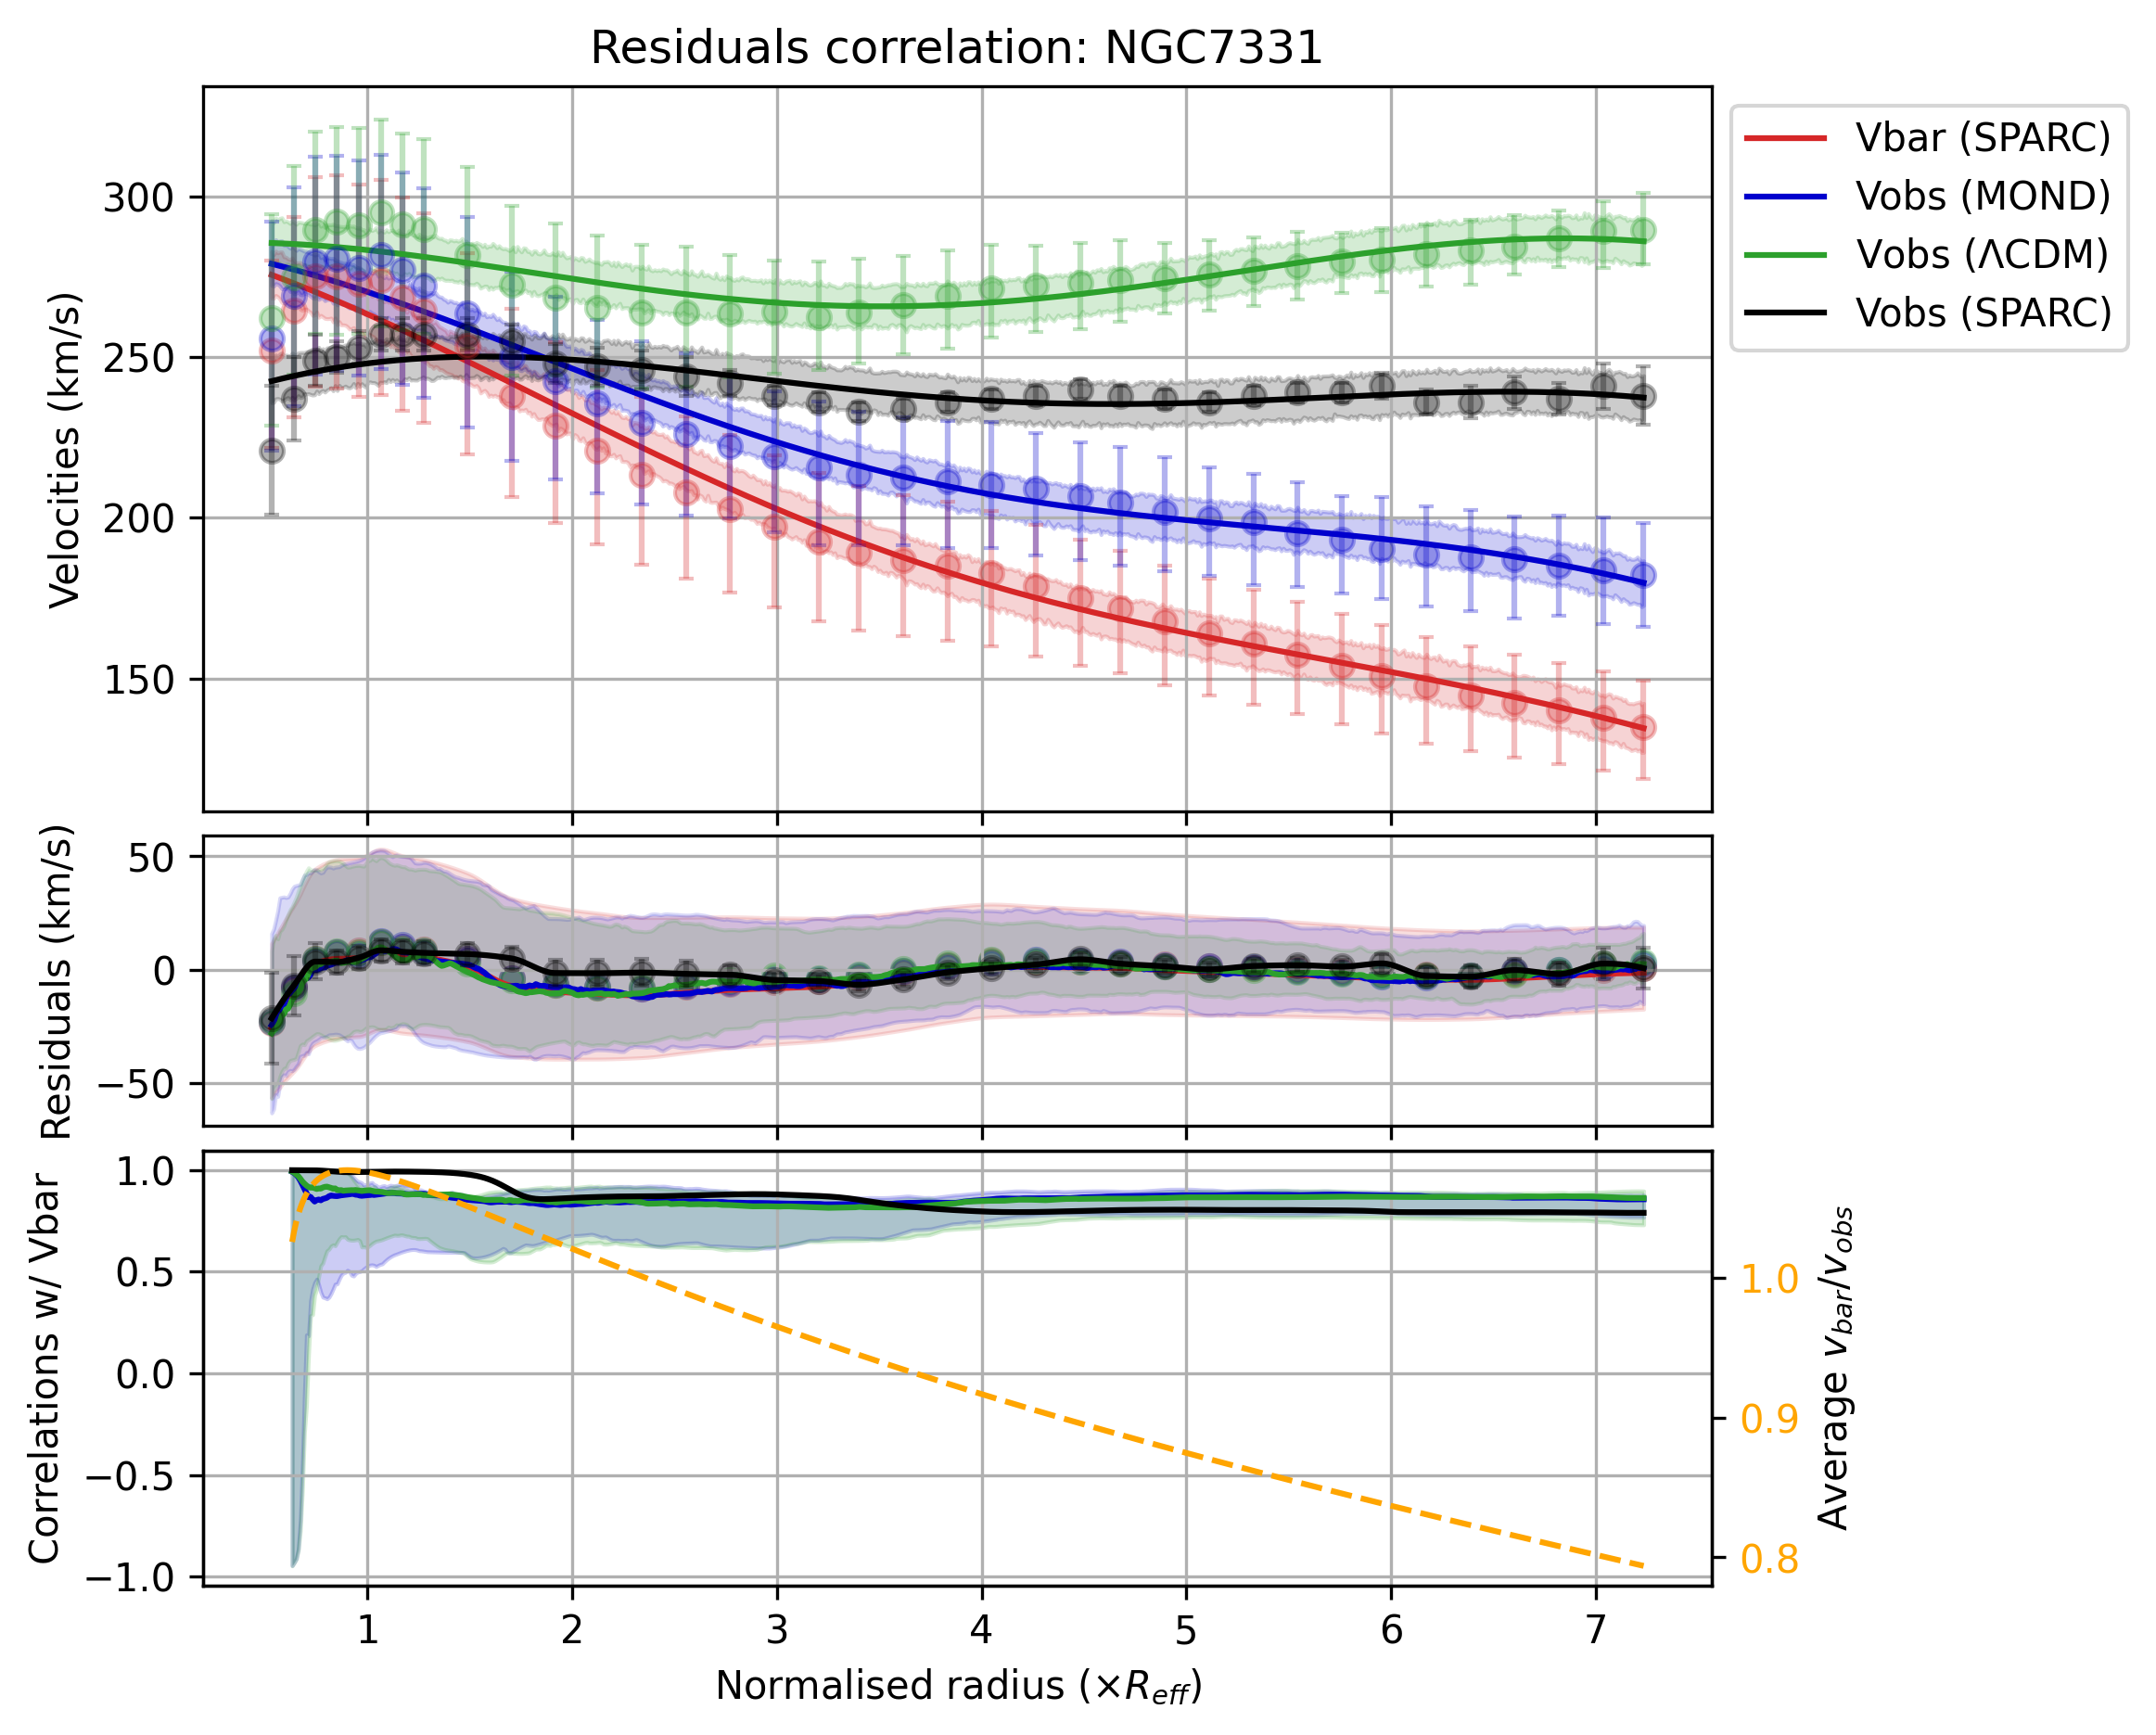 Residuals correlation: NGC7331
Velocities (km/s)
300
250
200
150
Vbar (SPARC)
Vobs (MOND)
Vobs (ΛCDM)
Vobs (SPARC)
Residuals (km/s)
50
0
−50
Correlations w/ Vbar
1.0
0.5
0.0
−0.5
−1.0
1.0
0.9
0.8
Average v_bar/v_obs
1 2 3 4 5 6 7
Normalised radius (×R_eff)